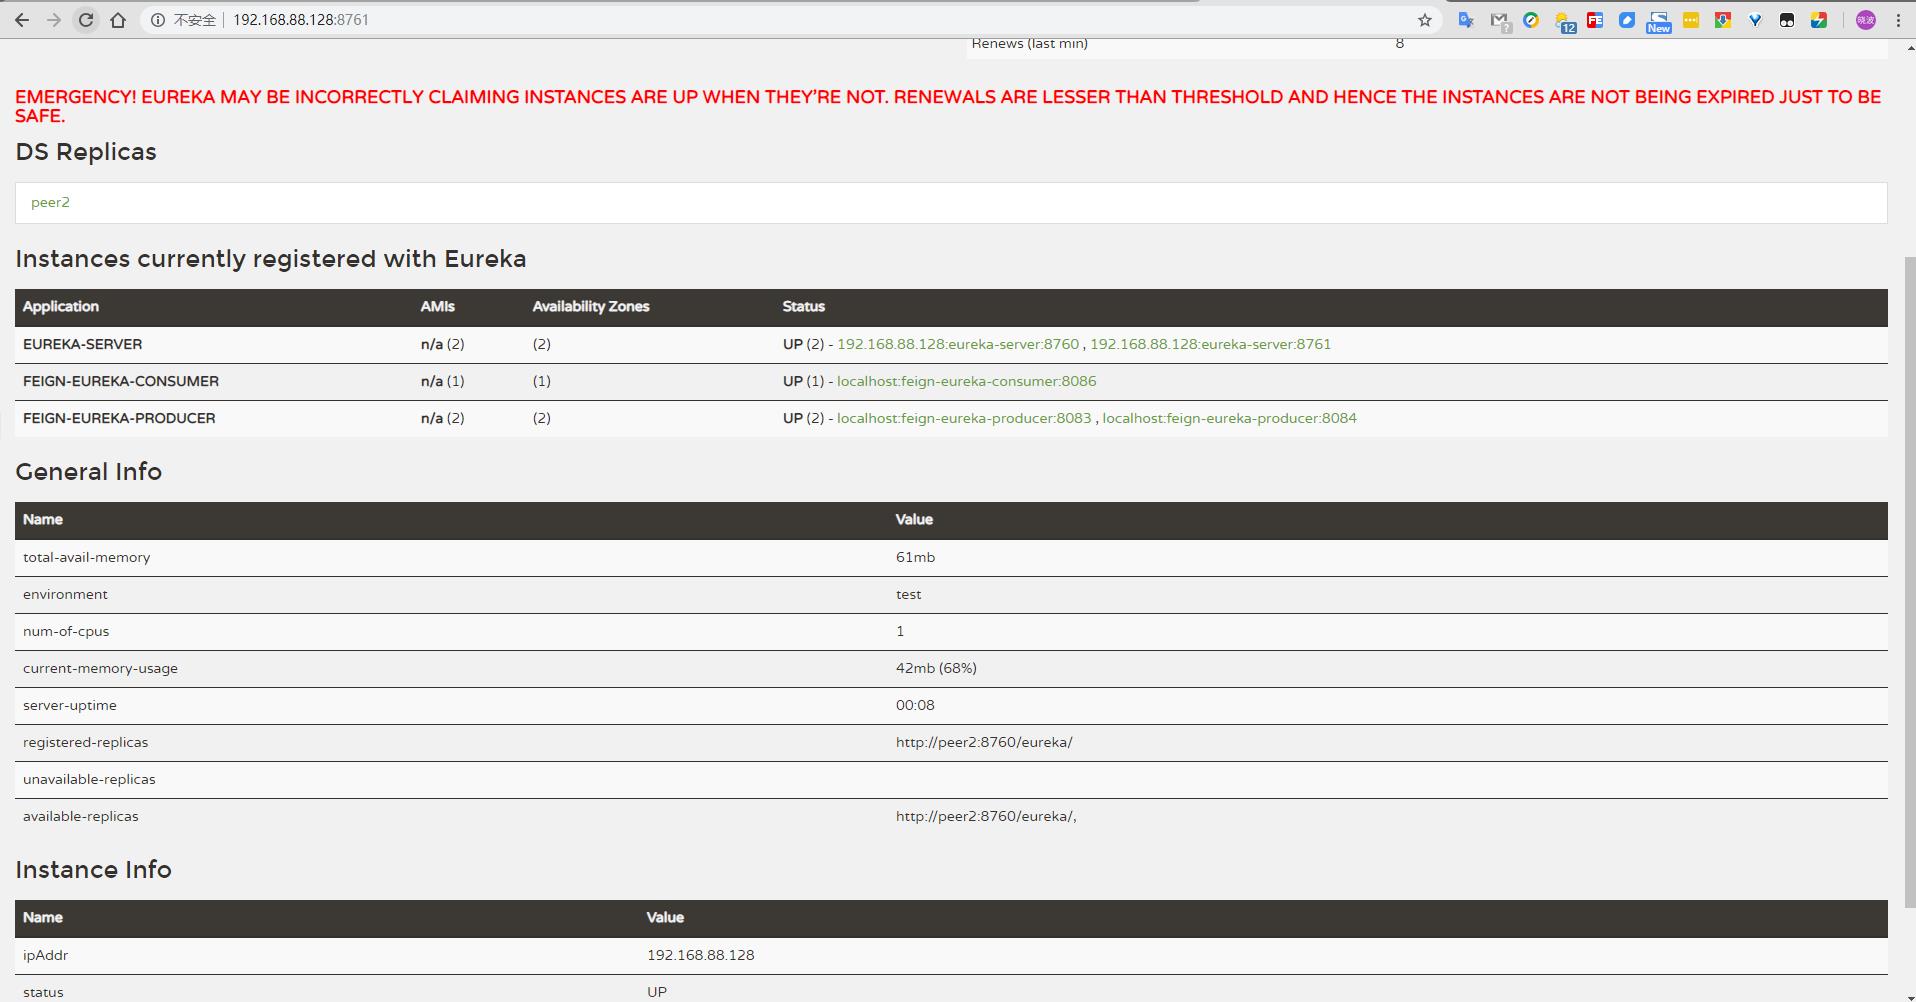 不安全 192.168.88.128:8761
12 FE New 晓波
Renews (last min) 8
EMERGENCY! EUREKA MAY BE INCORRECTLY CLAIMING INSTANCES ARE UP WHEN THEY'RE NOT. RENEWALS ARE LESSER THAN THRESHOLD AND HENCE THE INSTANCES ARE NOT BEING EXPIRED JUST TO BE
SAFE.
DS Replicas
peer2
Instances currently registered with Eureka
Application AMIs Availability Zones Status
EUREKA-SERVER n/a (2) (2) UP (2) - 192.168.88.128:eureka-server:8760 , 192.168.88.128:eureka-server:8761
FEIGN-EUREKA-CONSUMER n/a (1) (1) UP (1) - localhost:feign-eureka-consumer:8086
FEIGN-EUREKA-PRODUCER n/a (2) (2) UP (2) - localhost:feign-eureka-producer:8083 , localhost:feign-eureka-producer:8084
General Info
Name Value
total-avail-memory 61mb
environment test
num-of-cpus 1
current-memory-usage 42mb (68%)
server-uptime 00:08
registered-replicas http://peer2:8760/eureka/
unavailable-replicas
available-replicas http://peer2:8760/eureka/,
Instance Info
Name Value
ipAddr 192.168.88.128
status UP